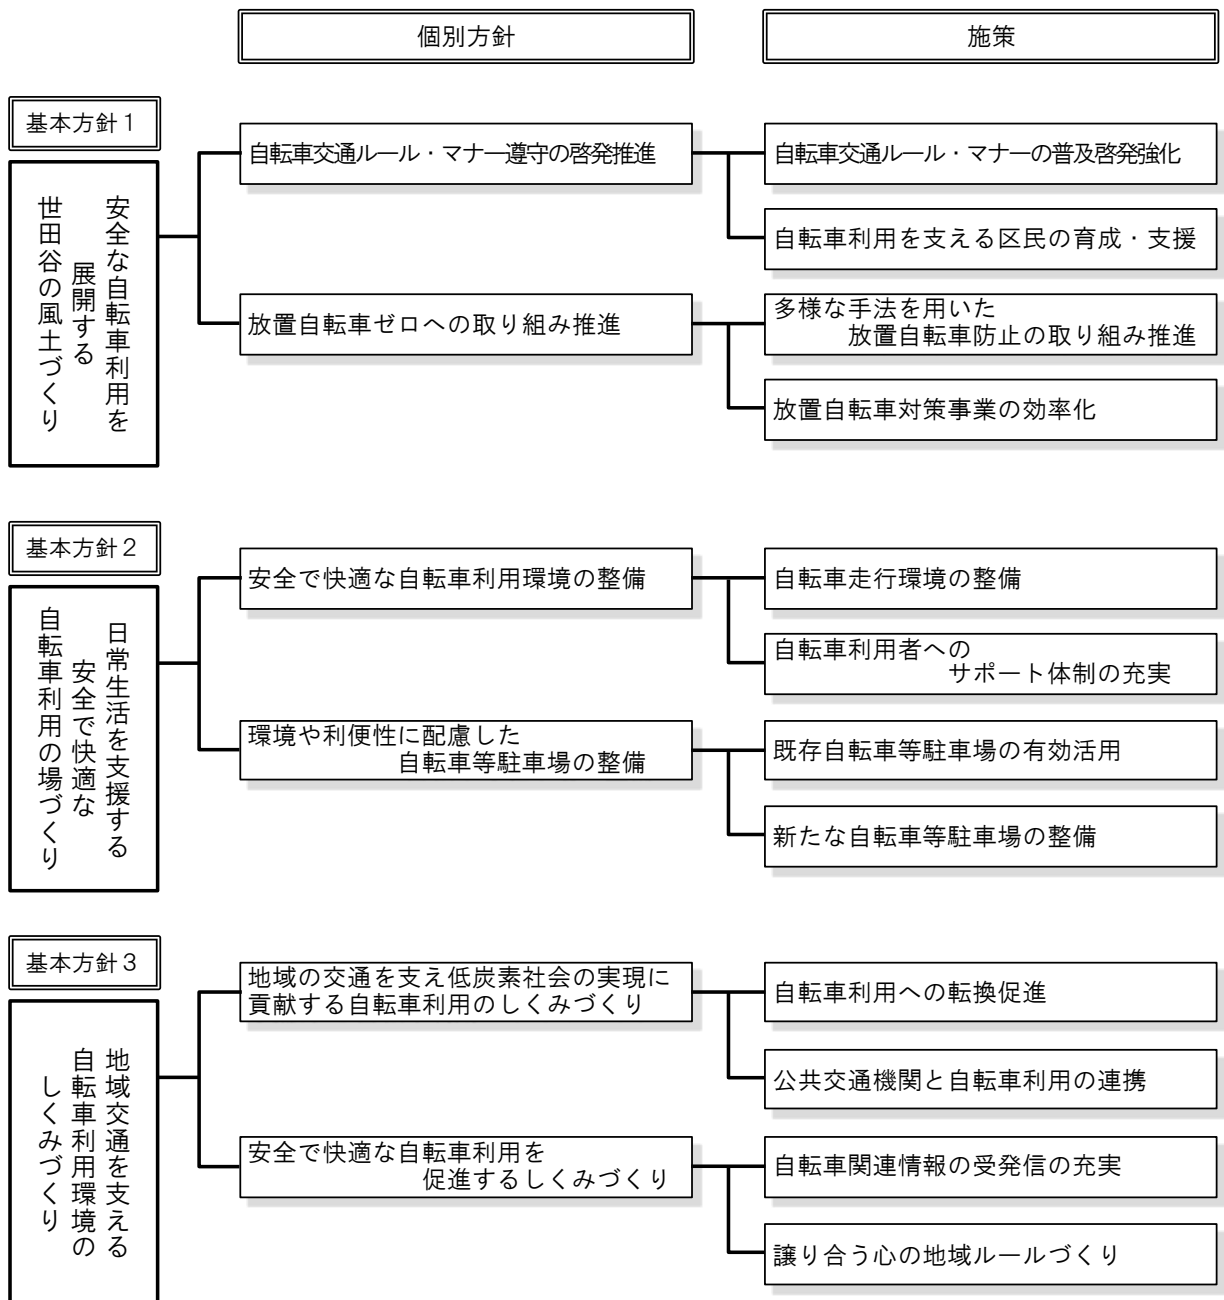 個別方針
施策
基本方針１
安全な自転車利用を
展開する
世田谷の風土づくり
自転車交通ルール・マナー遵守の啓発推進
自転車交通ルール・マナーの普及啓発強化
自転車利用を支える区民の育成・支援
放置自転車ゼロへの取り組み推進
多様な手法を用いた
放置自転車防止の取り組み推進
放置自転車対策事業の効率化
基本方針２
日常生活を支援する
安全で快適な
自転車利用の場づくり
安全で快適な自転車利用環境の整備
自転車走行環境の整備
自転車利用者への
サポート体制の充実
環境や利便性に配慮した
自転車等駐車場の整備
既存自転車等駐車場の有効活用
新たな自転車等駐車場の整備
基本方針３
地域交通を支える
自転車利用環境の
しくみづくり
地域の交通を支え低炭素社会の実現に
貢献する自転車利用のしくみづくり
自転車利用への転換促進
公共交通機関と自転車利用の連携
安全で快適な自転車利用を
促進するしくみづくり
自転車関連情報の受発信の充実
譲り合う心の地域ルールづくり